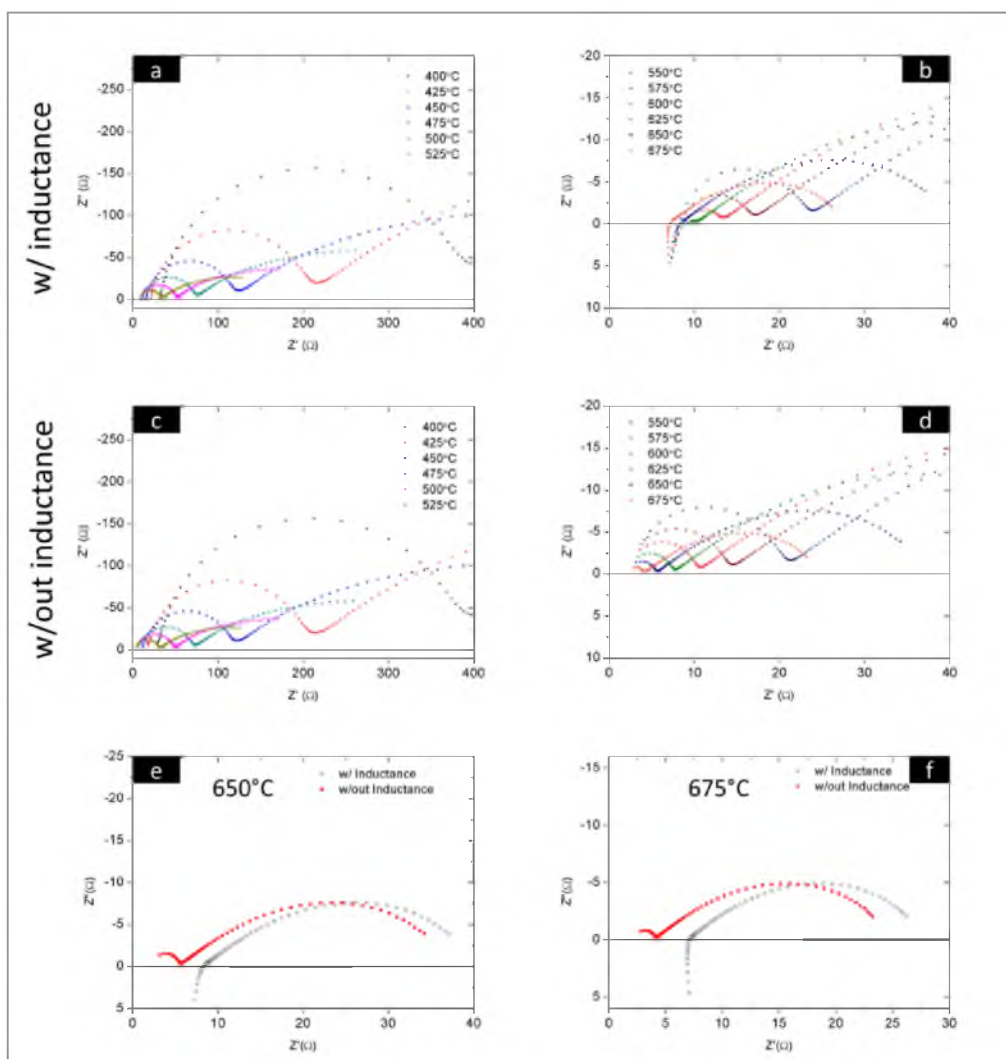 w/ inductance
a
-250
-200
-150
-100
-50
0
Z'' (Ω)
0 100 200 300 400
Z' (Ω)
400°C
425°C
450°C
475°C
500°C
525°C
b
-20
-15
-10
-5
0
5
10
Z'' (Ω)
10 20 30 40
Z' (Ω)
550°C
575°C
600°C
625°C
650°C
675°C
w/out inductance
c
-250
-200
-150
-100
-50
0
Z'' (Ω)
0 100 200 300 400
Z' (Ω)
400°C
425°C
450°C
475°C
500°C
525°C
d
-20
-15
-10
-5
0
5
10
Z'' (Ω)
0 10 20 30 40
Z' (Ω)
550°C
575°C
600°C
625°C
650°C
675°C
e
650°C
w/ Inductance
w/out Inductance
-25
-20
-15
-10
-5
0
5
Z''(Ω)
0 10 20 30 40
Z'(Ω)
f
675°C
w/ Inductance
w/out Inductance
-15
-10
-5
0
5
Z''(Ω)
0 5 10 15 20 25 30
Z'(Ω)